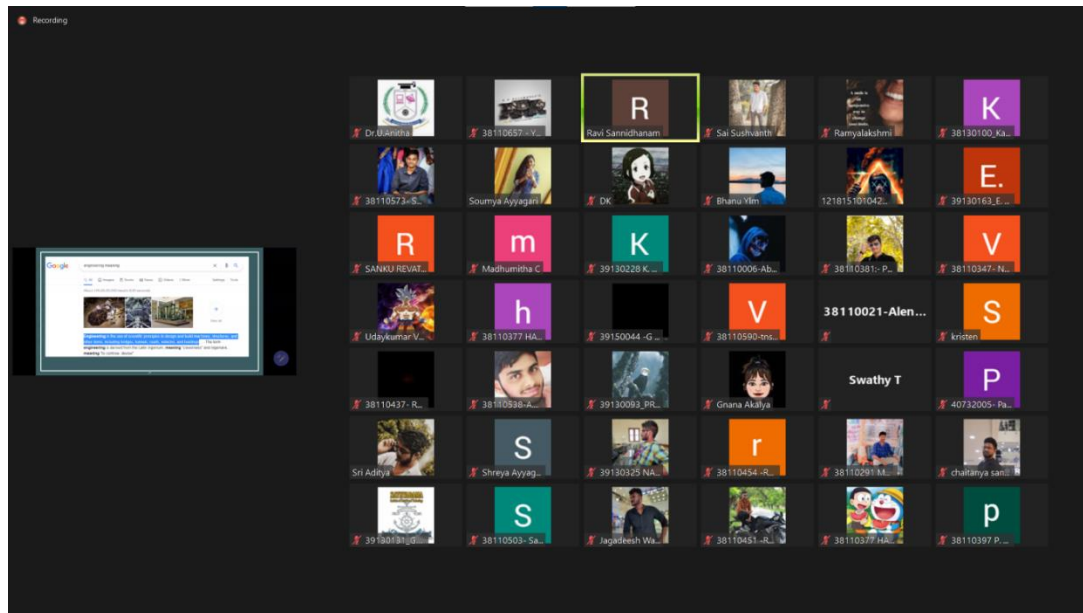 Recording
Google
engineering meaning
Dr.U.Anitha
38110657 - Y...
R
Ravi Sannidhanam
Sai Sushvanth
Ramyalakshmi
K
38130100_Ka...
38110573- S...
Soumya Ayyagari
DK
Bhanu Ylm
121815101042...
E.
39130163_E. ...
R
SANKU REVAT...
m
Madhumitha C
K
39130228 K. ...
38110006-Ab...
38110381:- P...
V
38110347- N...
Udaykumar V...
h
38110377 HA...
39150044 -G ...
V
38110590-tns...
38110021-Alen...
S
kristen
38110437- R...
38110538-A...
39130093_PR...
Gnana Akalya
Swathy T
P
40732005- Pa...
Sri Aditya
S
Shreya Ayyag...
39130325 NA...
r
38110454 -R...
38110291 M...
chaitanya san...
39130131_G...
S
38110503- Sa...
Jagadeesh Wa...
38110451 -R...
38110377 HA...
p
38110397 P....